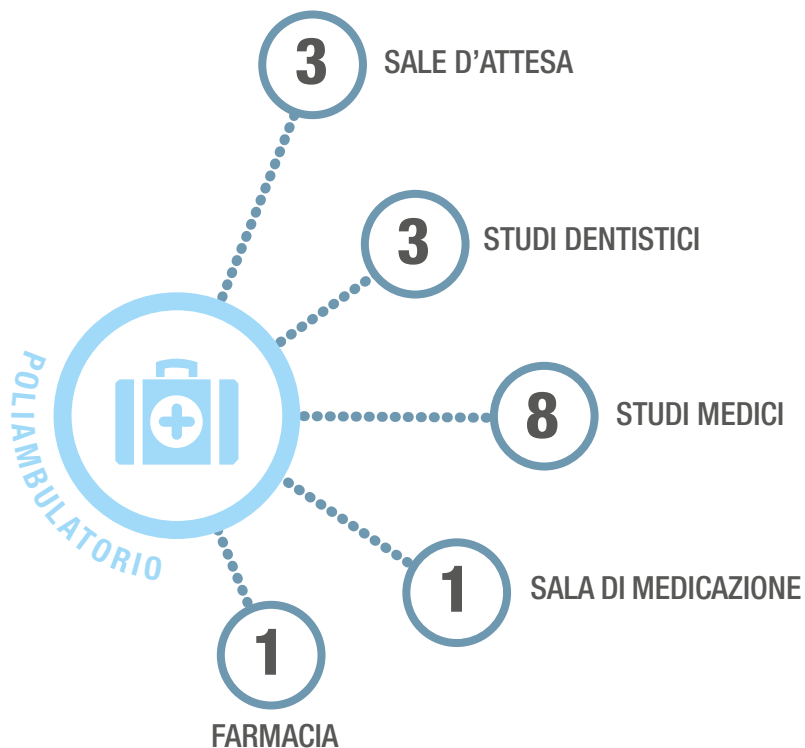 3
SALE D’ATTESA
3
STUDI DENTISTICI
8
STUDI MEDICI
1
SALA DI MEDICAZIONE
1
FARMACIA
POLIAMBULATORIO